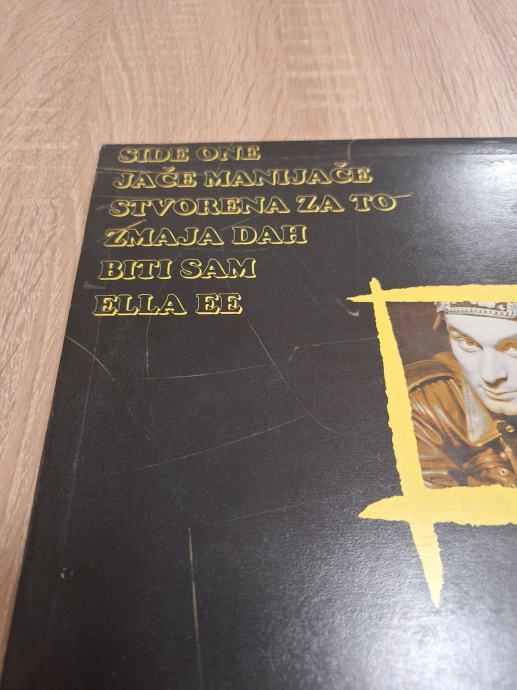 SIDE ONE
JAČE MANIJAČE
STVORENA ZA TO
ZMAJA DAH
BITI SAM
ELLA EE